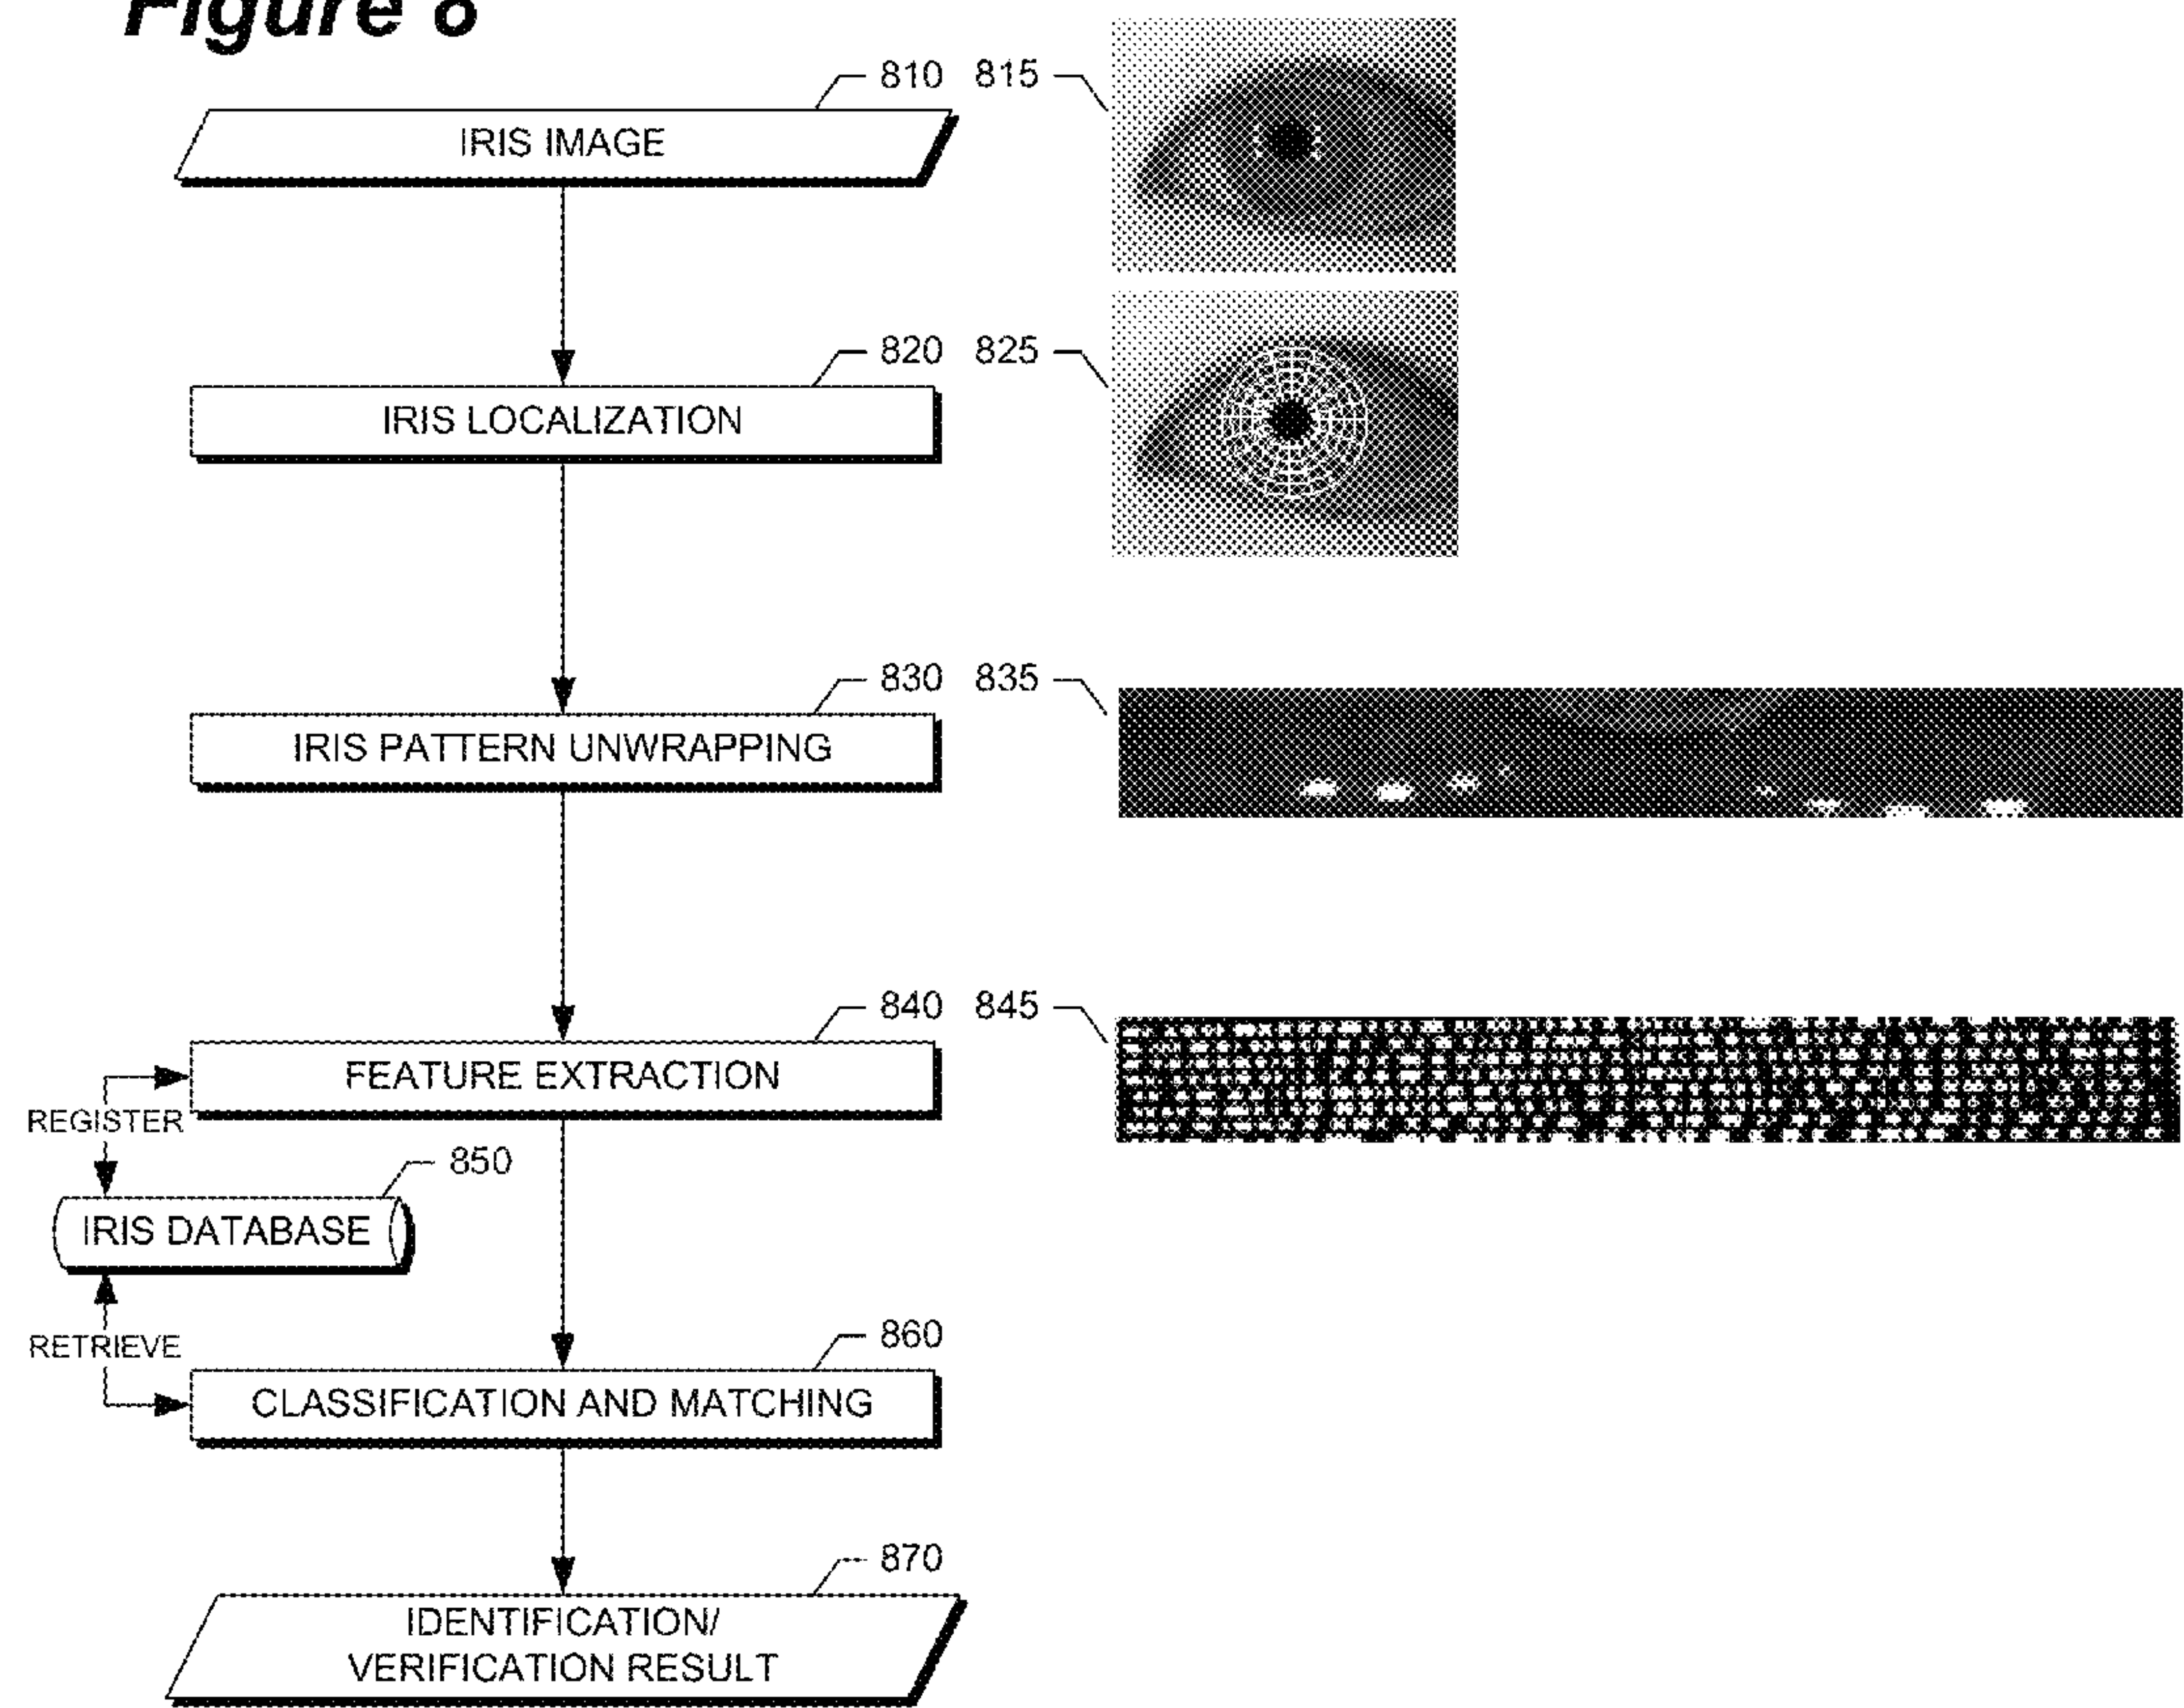 Figure 8
810 815
IRIS IMAGE
820 825
IRIS LOCALIZATION
830 835
IRIS PATTERN UNWRAPPING
840 845
FEATURE EXTRACTION
REGISTER
850
IRIS DATABASE
RETRIEVE
860
CLASSIFICATION AND MATCHING
870
IDENTIFICATION/
VERIFICATION RESULT